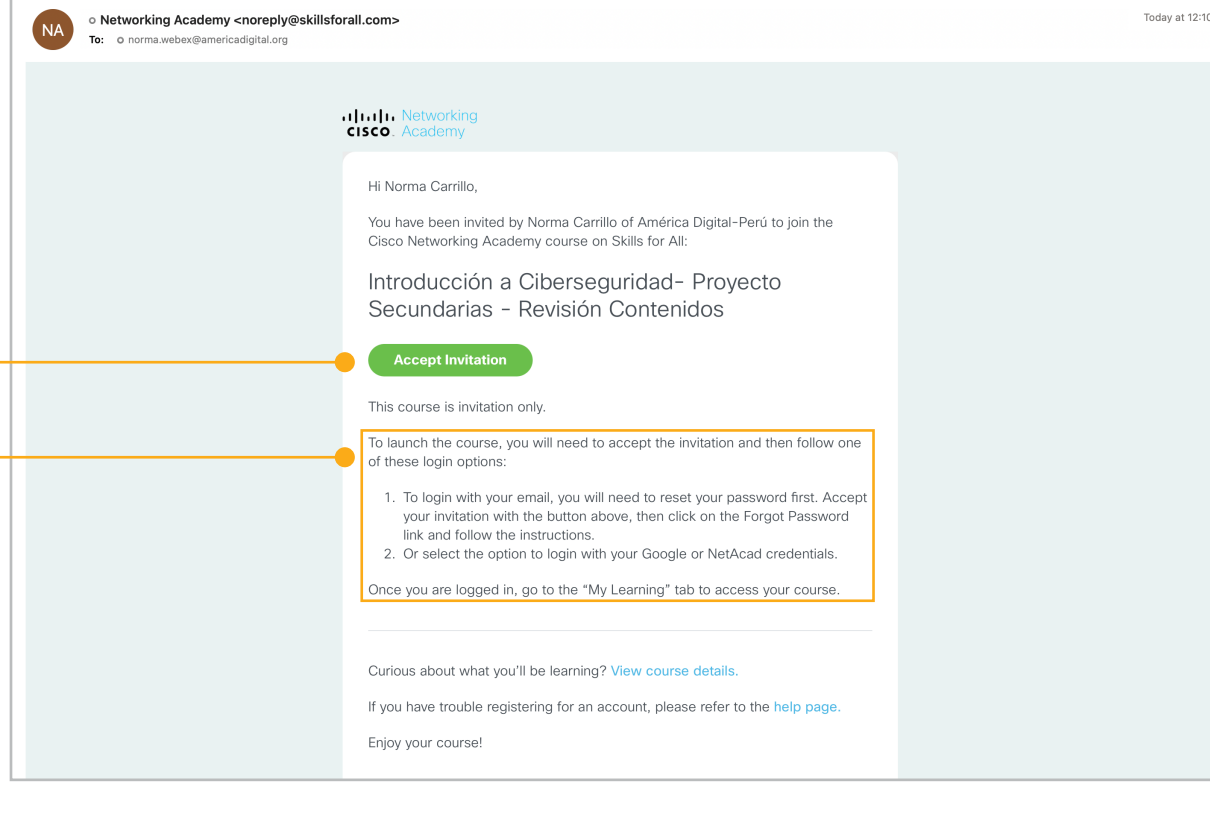 NA
Networking Academy <noreply@skillsforall.com>
Today at 12:10
To: norma.webex@americadigital.org
CISCO Networking Academy
Hi Norma Carrillo,
You have been invited by Norma Carrillo of América Digital-Perú to join the
Cisco Networking Academy course on Skills for All:
Introducción a Ciberseguridad- Proyecto
Secundarias - Revisión Contenidos
Accept Invitation
This course is invitation only.
To launch the course, you will need to accept the invitation and then follow one
of these login options:
1. To login with your email, you will need to reset your password first. Accept
your invitation with the button above, then click on the Forgot Password
link and follow the instructions.
2. Or select the option to login with your Google or NetAcad credentials.
Once you are logged in, go to the “My Learning” tab to access your course.
Curious about what you’ll be learning? View course details.
If you have trouble registering for an account, please refer to the help page.
Enjoy your course!